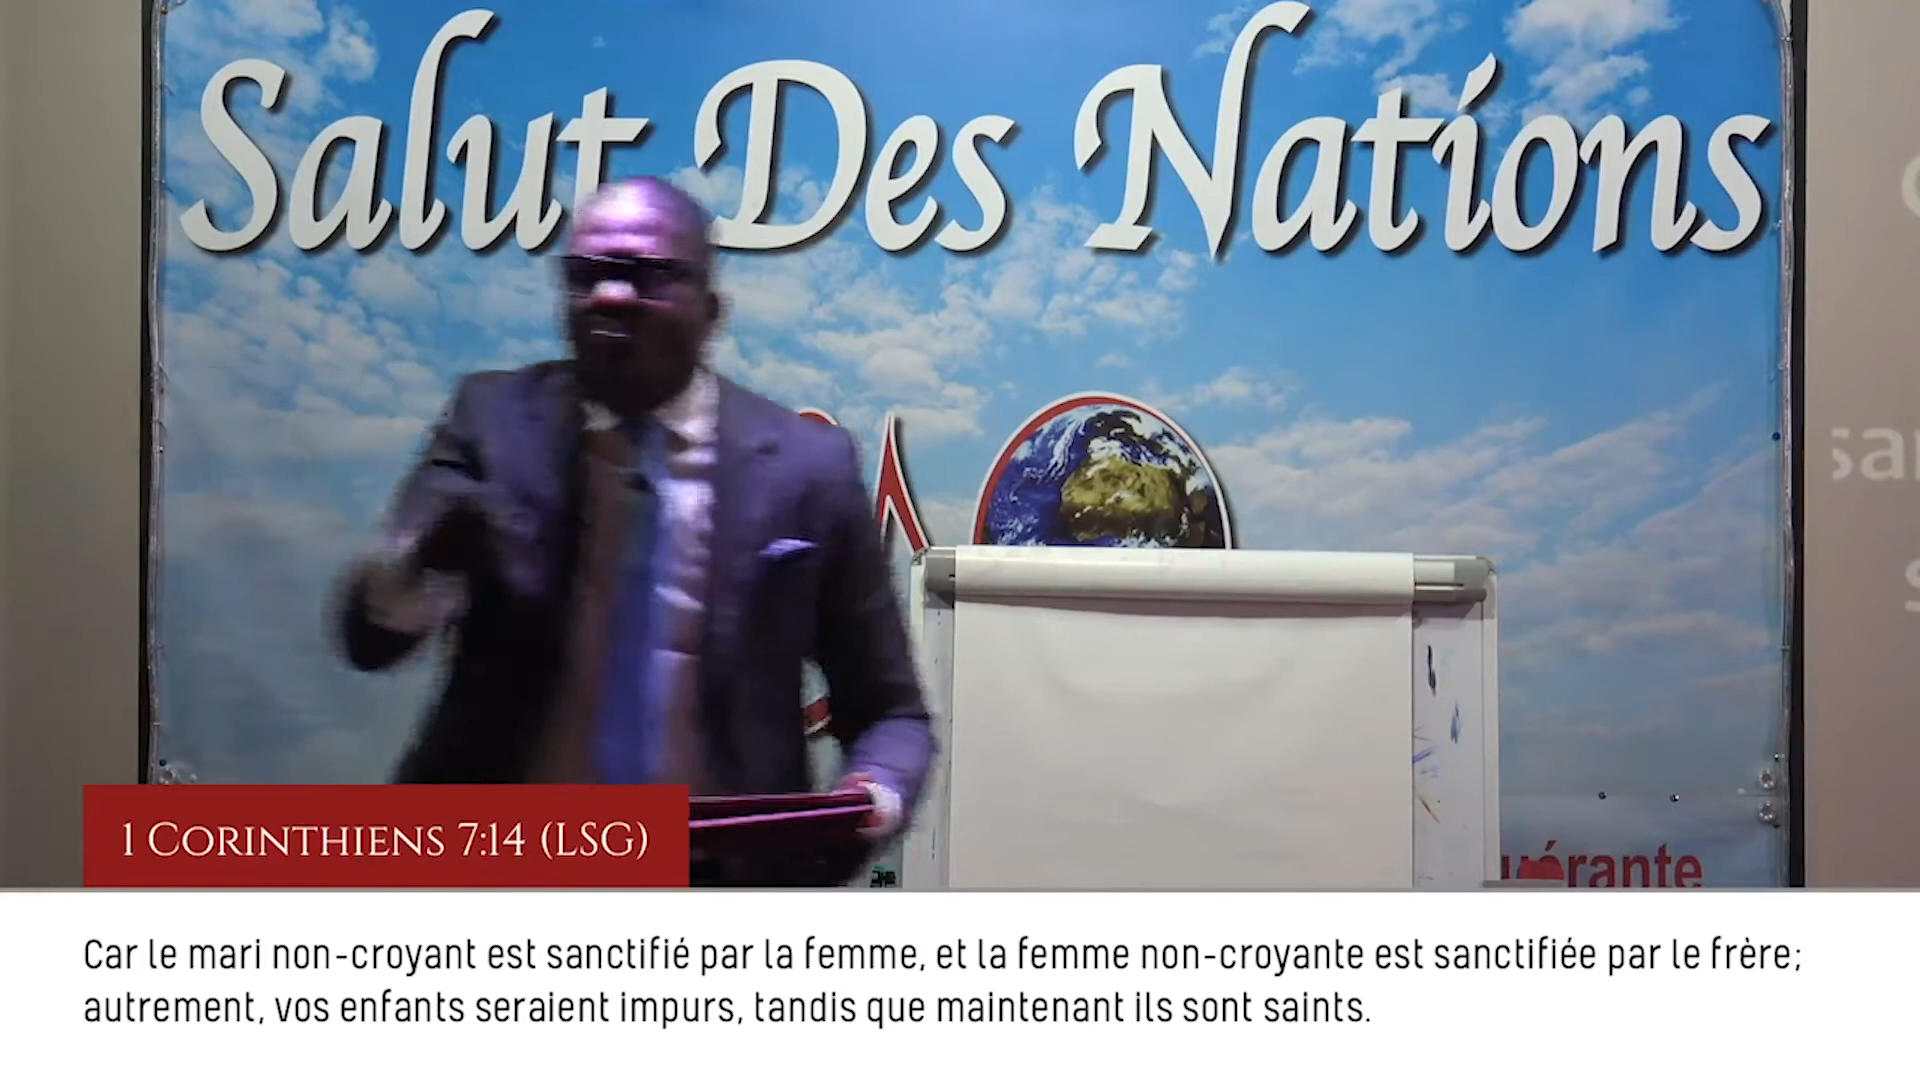 Salut Des Nations
1 Corinthiens 7:14 (LSG)
Car le mari non-croyant est sanctifié par la femme, et la femme non-croyante est sanctifiée par le frère;
autrement, vos enfants seraient impurs, tandis que maintenant ils sont saints.